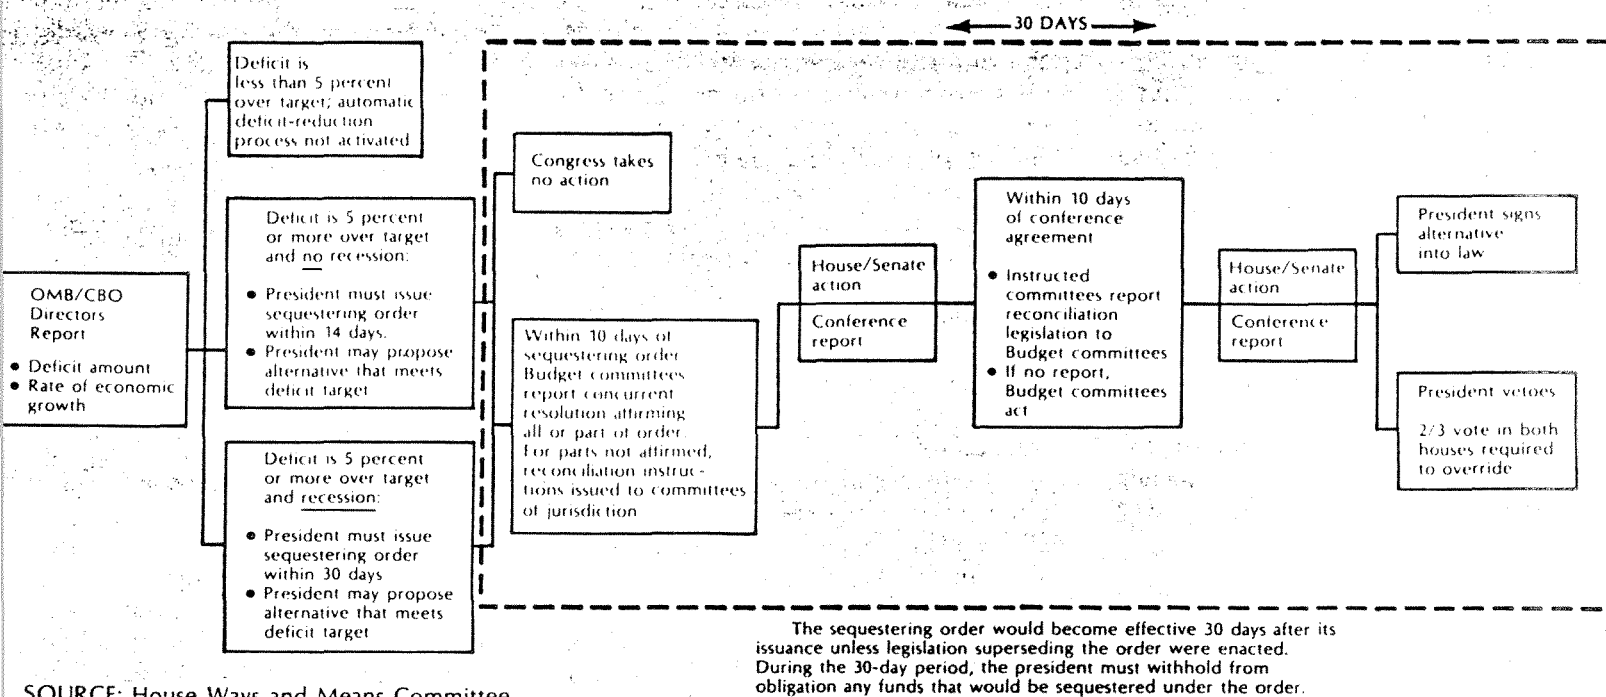 30 DAYS
Deficit is
less than 5 percent
over target; automatic
deficit-reduction
process not activated
Congress takes
no action
Deficit is 5 percent
or more over target
and no recession:
● President must issue
sequestering order
within 14 days.
● President may propose
alternative that meets
deficit target
OMB/CBO
Directors
Report
● Deficit amount
● Rate of economic
growth
Deficit is 5 percent
or more over target
and recession:
● President must issue
sequestering order
within 30 days
● President may propose
alternative that meets
deficit target
Within 10 days of
sequestering order
Budget committees
report concurrent
resolution affirming
all or part of order.
For parts not affirmed,
reconciliation instruc-
tions issued to committees
of jurisdiction
House/Senate
action
Conference
report
Within 10 days
of conference
agreement
● Instructed
committees report
reconciliation
legislation to
Budget committees
● If no report,
Budget committees
act
House/Senate
action
Conference
report
President signs
alternative
into law
President vetoes
2/3 vote in both
houses required
to override
The sequestering order would become effective 30 days after its
issuance unless legislation superseding the order were enacted.
During the 30-day period, the president must withhold from
obligation any funds that would be sequestered under the order.
SOURCE: House Ways and Means Committee